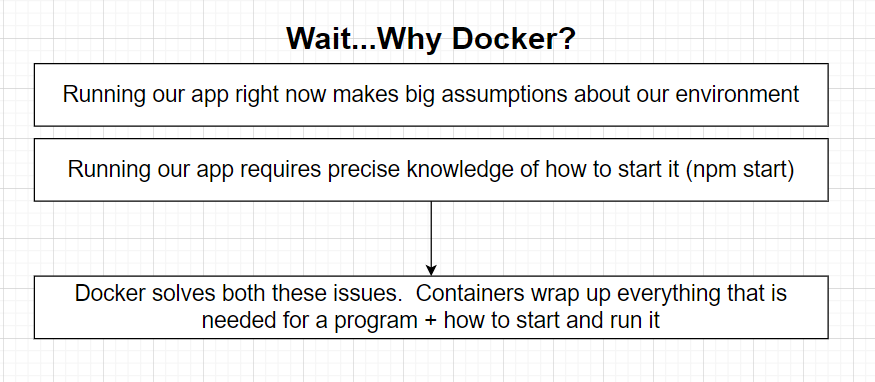 Wait...Why Docker?
Running our app right now makes big assumptions about our environment
Running our app requires precise knowledge of how to start it (npm start)
Docker solves both these issues.  Containers wrap up everything that is
needed for a program + how to start and run it